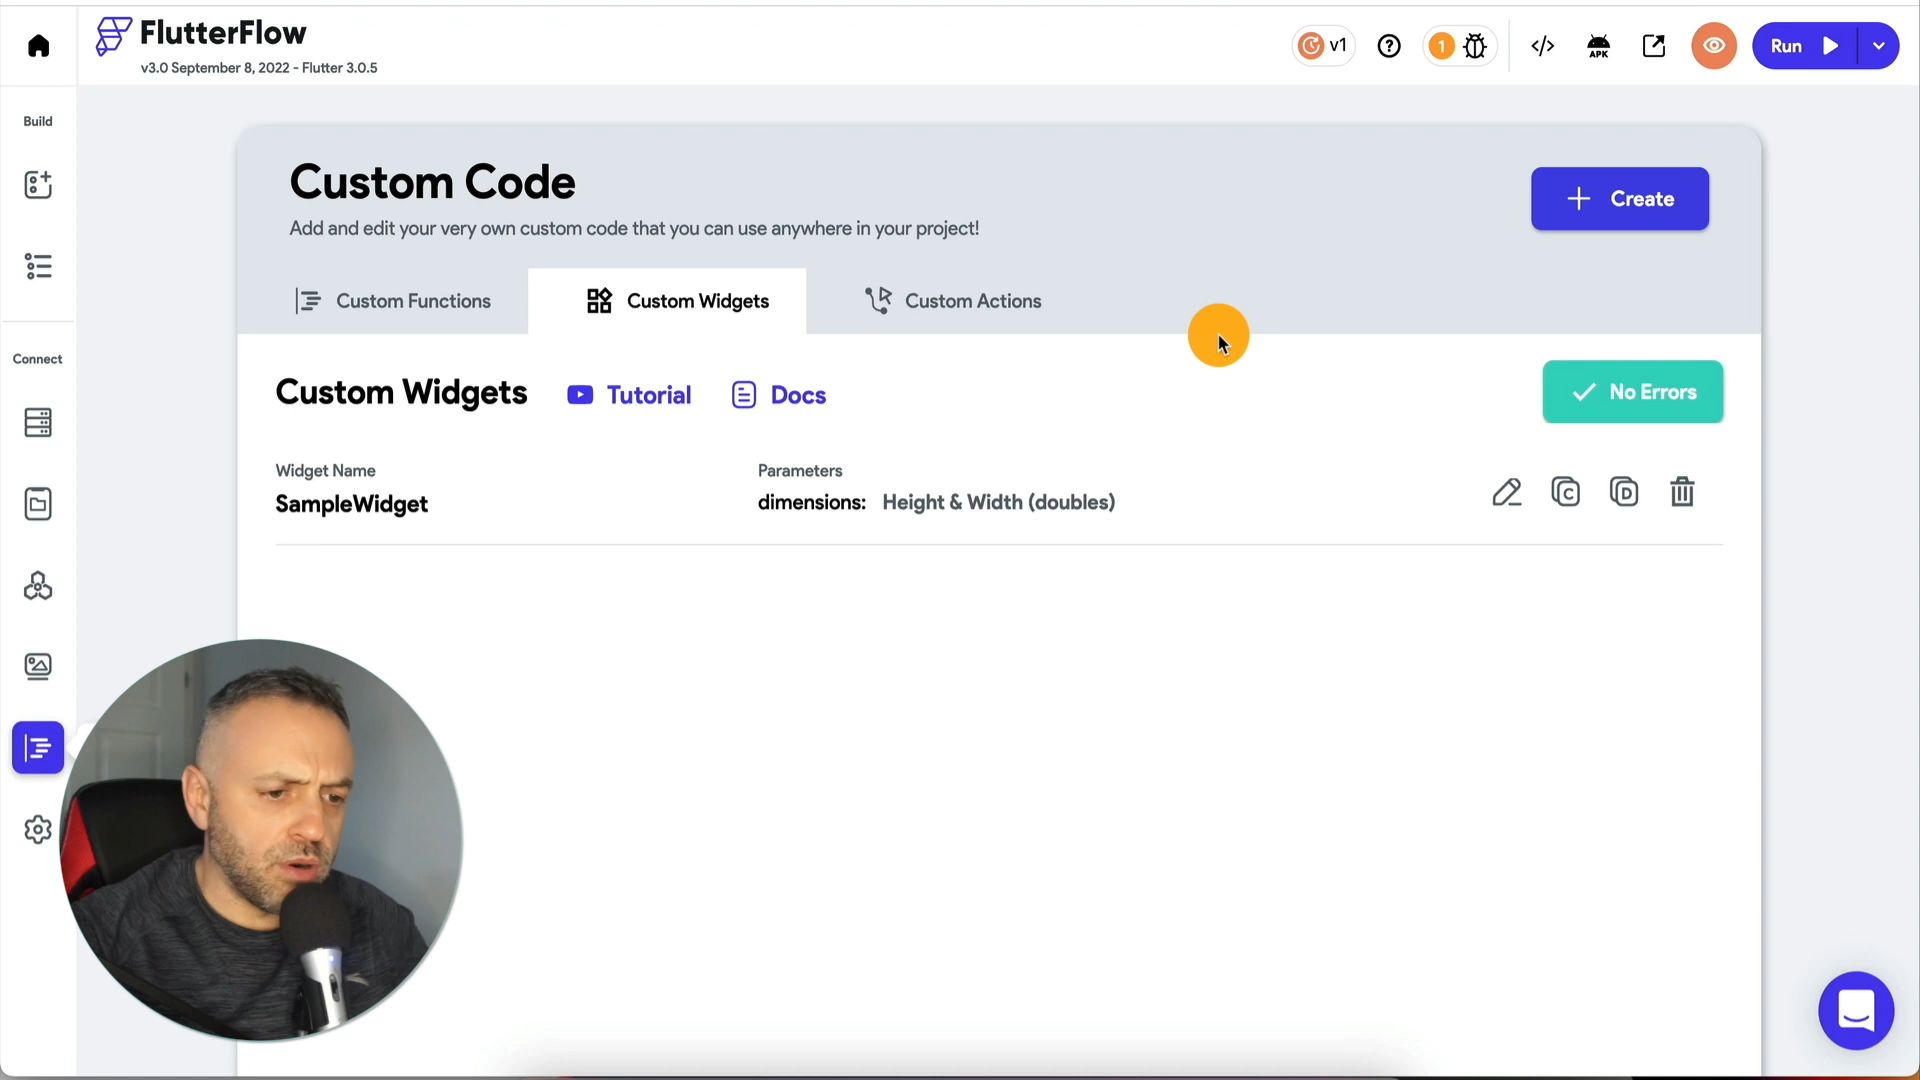 FlutterFlow
v3.0 September 8, 2022 - Flutter 3.0.5
v1
1
APK
Run
Build
Connect
Custom Code
Add and edit your very own custom code that you can use anywhere in your project!
Create
Custom Functions
Custom Widgets
Custom Actions
Custom Widgets
Tutorial
Docs
No Errors
Widget Name
SampleWidget
Parameters
dimensions: Height & Width (doubles)
C
D